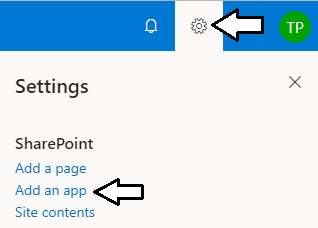 TP
Settings
SharePoint
Add a page
Add an app
Site contents